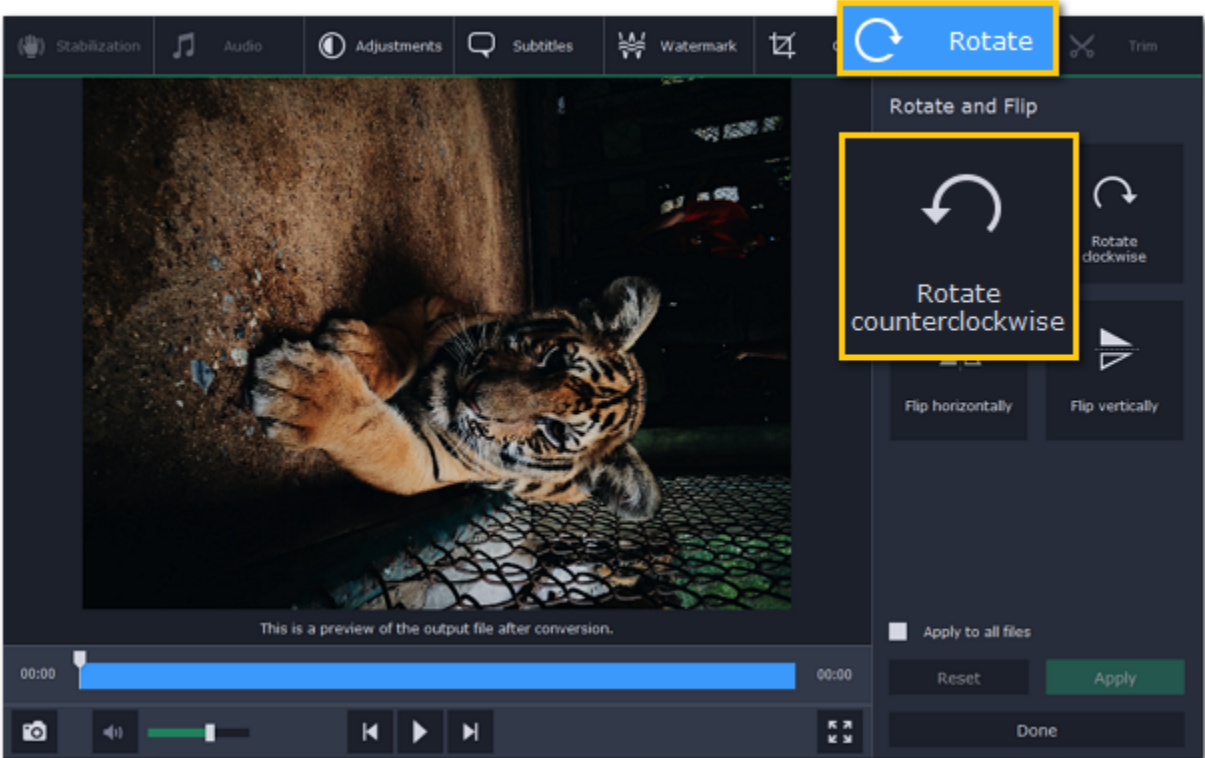 Stabilization
Audio
Adjustments
Subtitles
Watermark
Rotate
Trim
Rotate and Flip
Rotate
counterclockwise
Rotate
clockwise
Flip horizontally
Flip vertically
This is a preview of the output file after conversion.
Apply to all files
00:00
00:00
Reset
Apply
Done